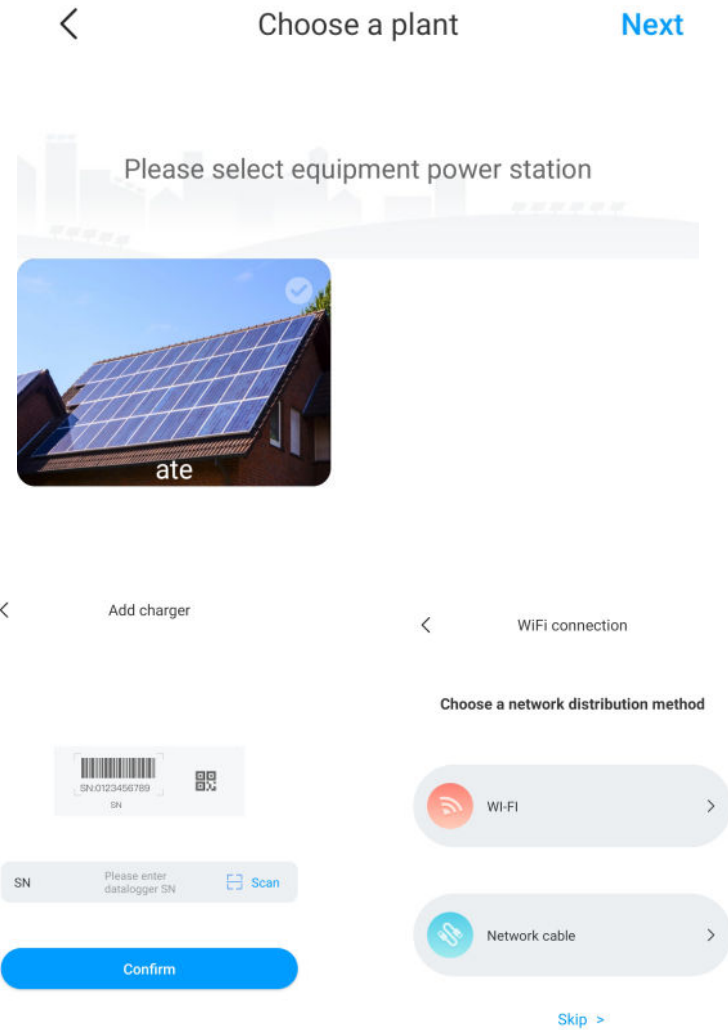 Choose a plant
Next
Please select equipment power station
ate
Add charger
SN:0123456789
SN
SN
Please enter
datalogger SN
Scan
Confirm
WiFi connection
Choose a network distribution method
WI-FI
Network cable
Skip >